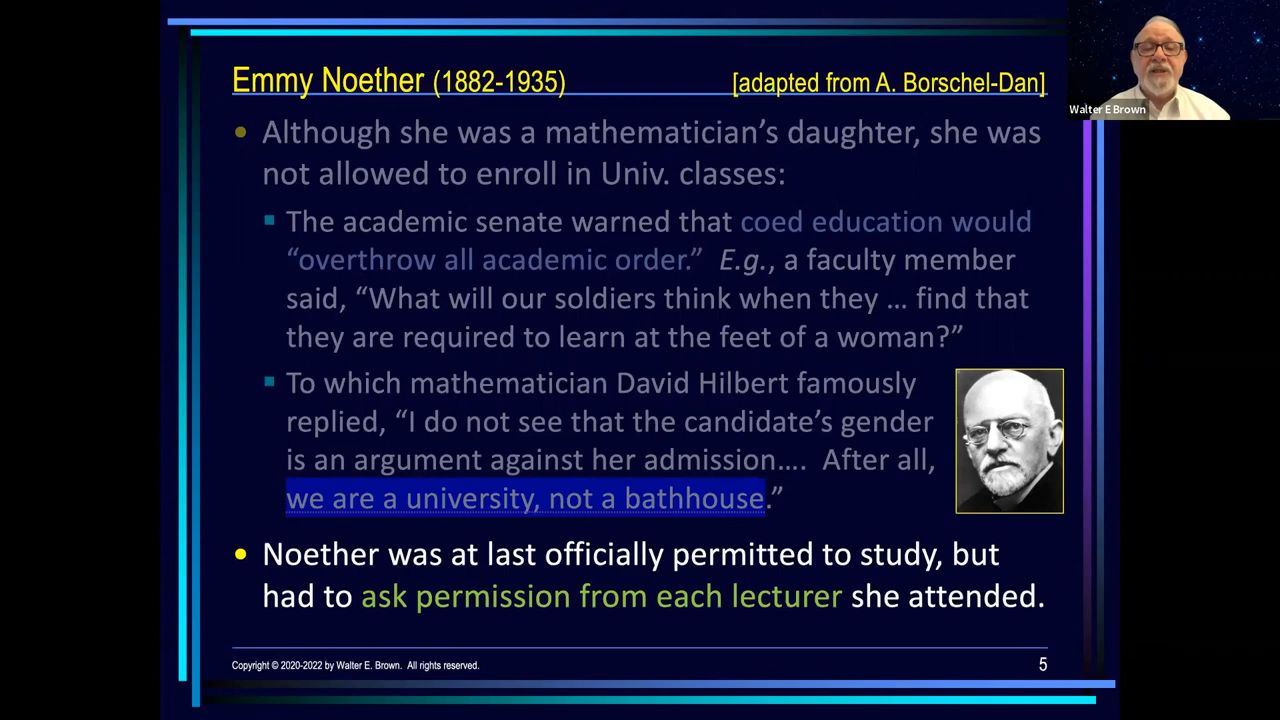 Emmy Noether (1882-1935) [adapted from A. Borschel-Dan]
Walter E Brown
• Although she was a mathematician's daughter, she was
not allowed to enroll in Univ. classes:
▪ The academic senate warned that coed education would
“overthrow all academic order.” E.g., a faculty member
said, “What will our soldiers think when they … find that
they are required to learn at the feet of a woman?”
▪ To which mathematician David Hilbert famously
replied, “I do not see that the candidate's gender
is an argument against her admission.... After all,
we are a university, not a bathhouse.”
• Noether was at last officially permitted to study, but
had to ask permission from each lecturer she attended.
Copyright © 2020-2022 by Walter E. Brown. All rights reserved. 5